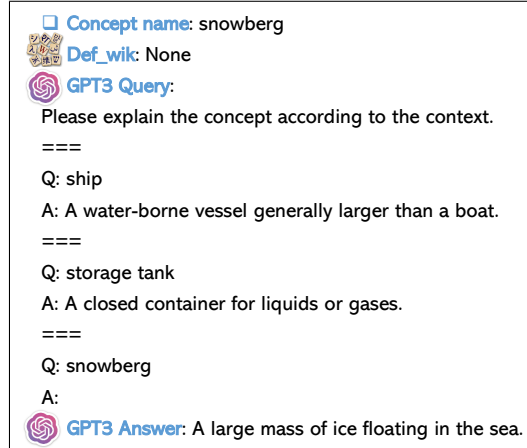 Concept name: snowberg
Def_wik: None
GPT3 Query:
Please explain the concept according to the context.
===
Q: ship
A: A water-borne vessel generally larger than a boat.
===
Q: storage tank
A: A closed container for liquids or gases.
===
Q: snowberg
A:
GPT3 Answer: A large mass of ice floating in the sea.